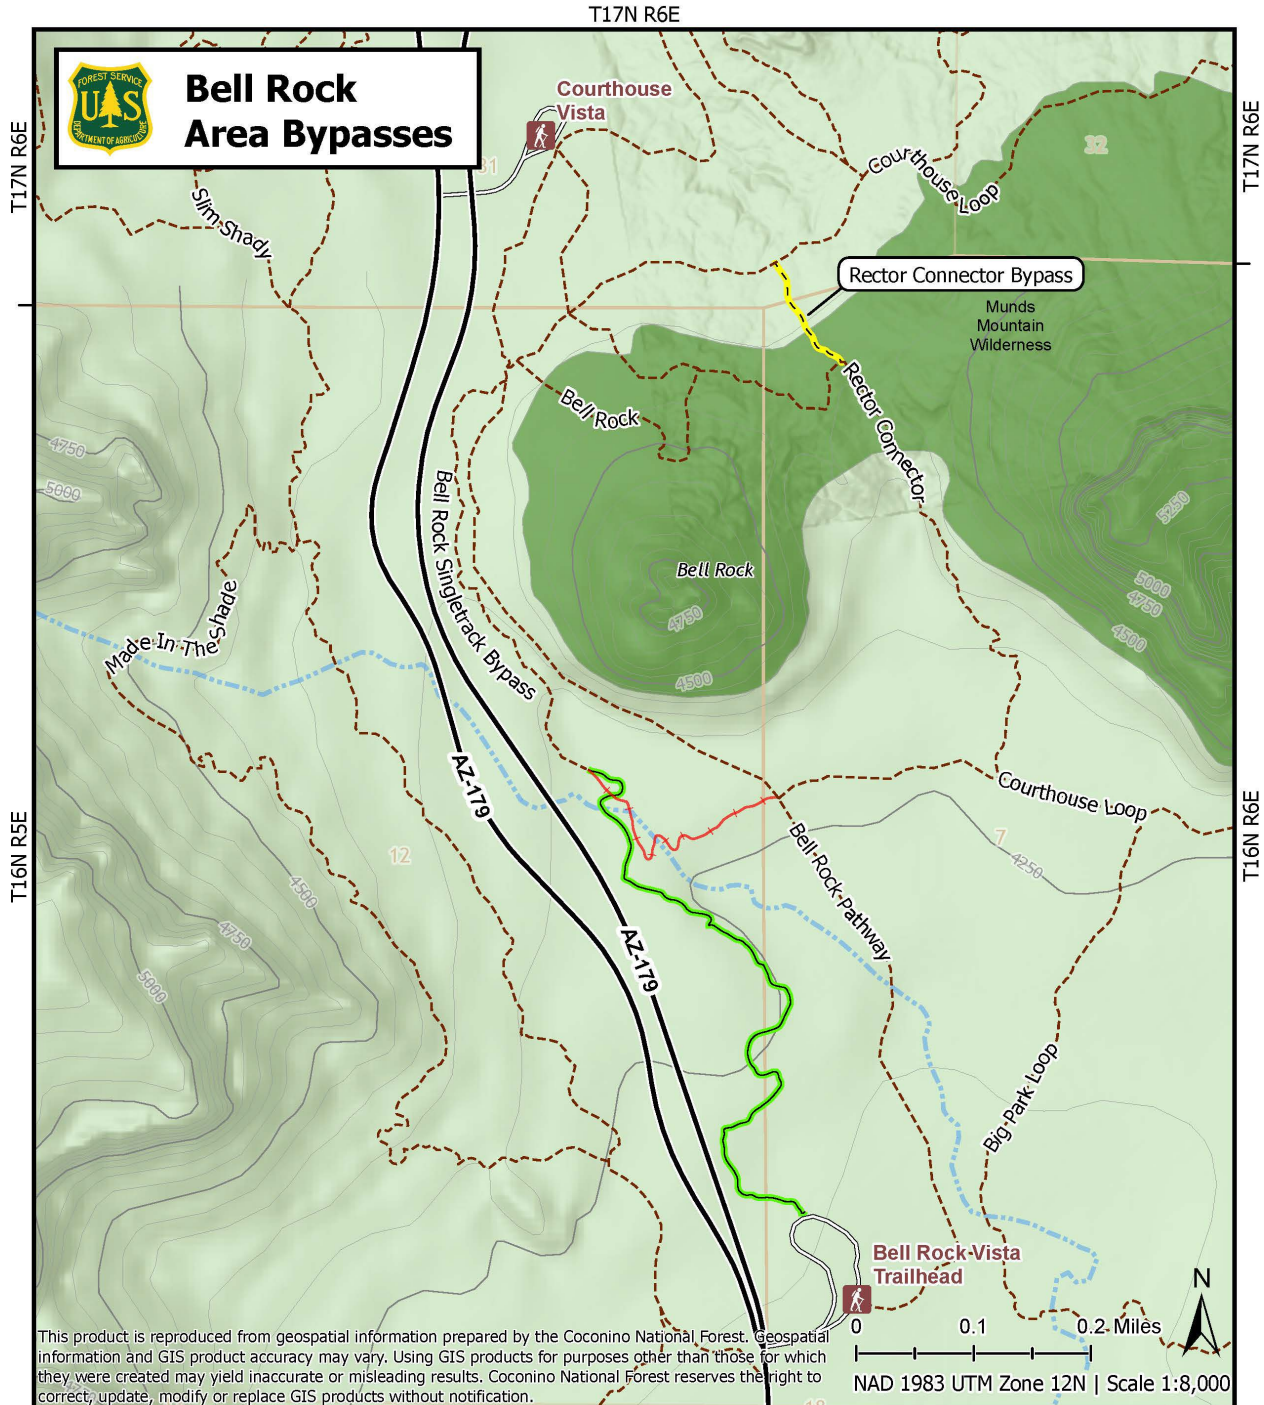 T17N R6E
FOREST SERVICE
U S
DEPARTMENT OF AGRICULTURE
Bell Rock
Area Bypasses
Courthouse
Vista
T17N R6E
T17N R6E
31
32
Slim Shady
Courthouse Loop
Rector Connector Bypass
Munds
Mountain
Wilderness
Rector Connector
Bell Rock
4750
5000
Bell Rock Singletrack Bypass
5250
Bell Rock
4750
4500
5000
4750
4500
Made In The Shade
AZ-179
Courthouse Loop
7
4250
12
Bell Rock Pathway
T16N R5E
T16N R6E
4500
4750
5000
AZ-179
Big Park Loop
Bell Rock Vista
Trailhead
N
0 0.1 0.2 Miles
NAD 1983 UTM Zone 12N | Scale 1:8,000
This product is reproduced from geospatial information prepared by the Coconino National Forest. Geospatial
information and GIS product accuracy may vary. Using GIS products for purposes other than those for which
they were created may yield inaccurate or misleading results. Coconino National Forest reserves the right to
correct, update, modify or replace GIS products without notification.